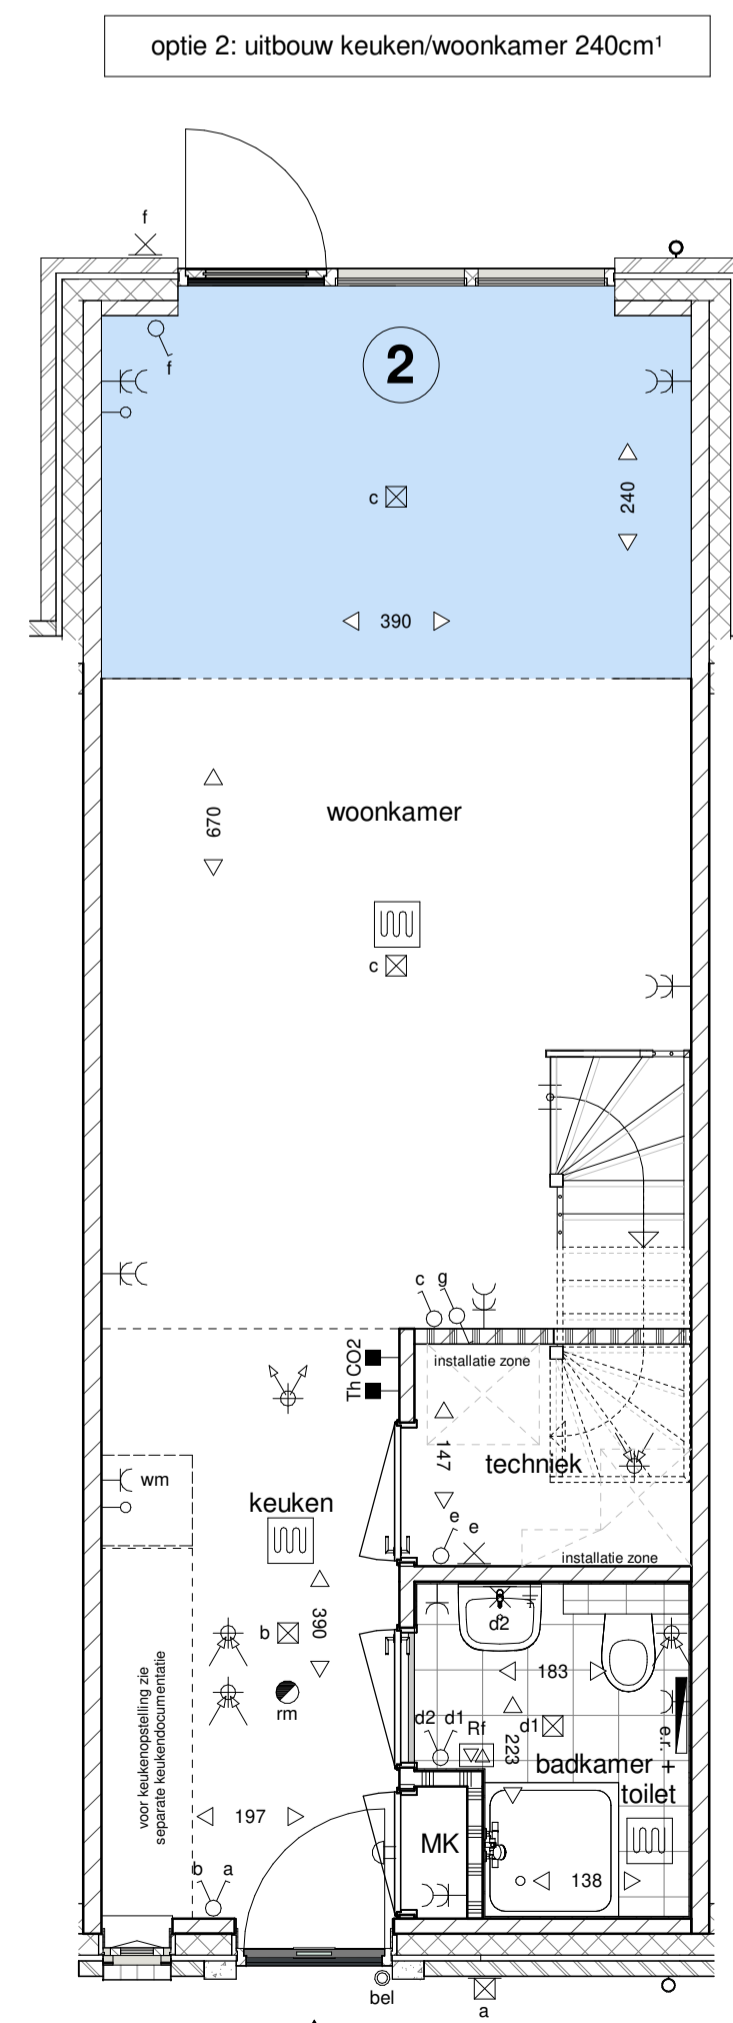 optie 2: uitbouw keuken/woonkamer 240cm¹
f
f
2
c
240
390
670
woonkamer
c
c g
Th CO2
installatie zone
147
techniek
wm
keuken
e e
installatie zone
b
390
d2
183
rm
d2 d1 Rf
d1
223
e.r.
badkamer +
toilet
voor keukenopstelling zie
separate keukendocumentatie
197
MK
138
b a
bel
a